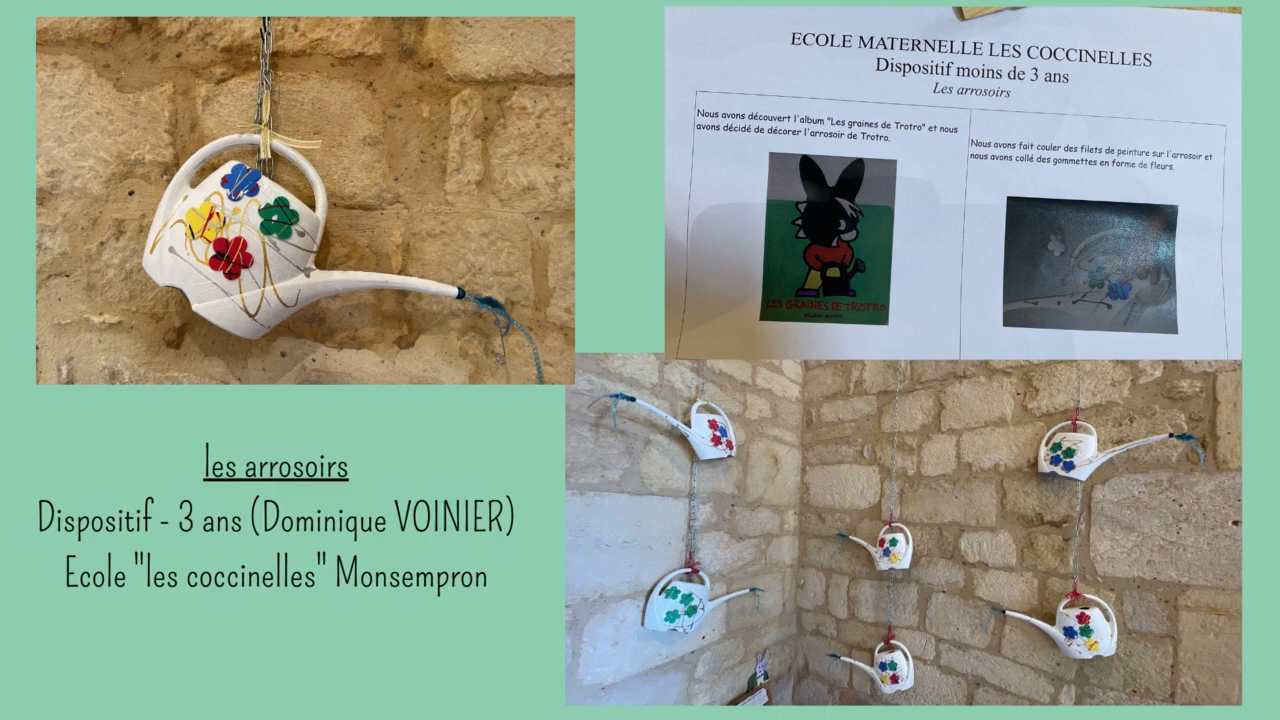 ECOLE MATERNELLE LES COCCINELLES
Dispositif moins de 3 ans
Les arrosoirs
Nous avons découvert l'album "Les graines de Trotro" et nous
avons décidé de décorer l'arrosoir de Trotro.
Nous avons fait couler des filets de peinture sur l'arrosoir et
nous avons collé des gommettes en forme de fleurs.
LES GRAINES DE TROTRO
les arrosoirs
Dispositif - 3 ans (Dominique VOINIER)
Ecole "les coccinelles" Monsempron